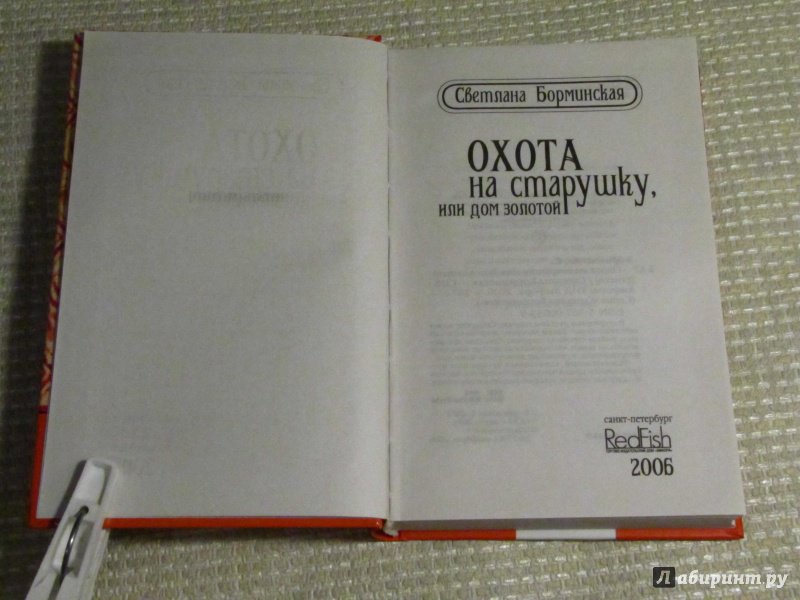 Светлана Борминская
ОХОТА
на старушку,
или дом золотой
санкт-петербург
RedFish
2006
Лабиринт.ру